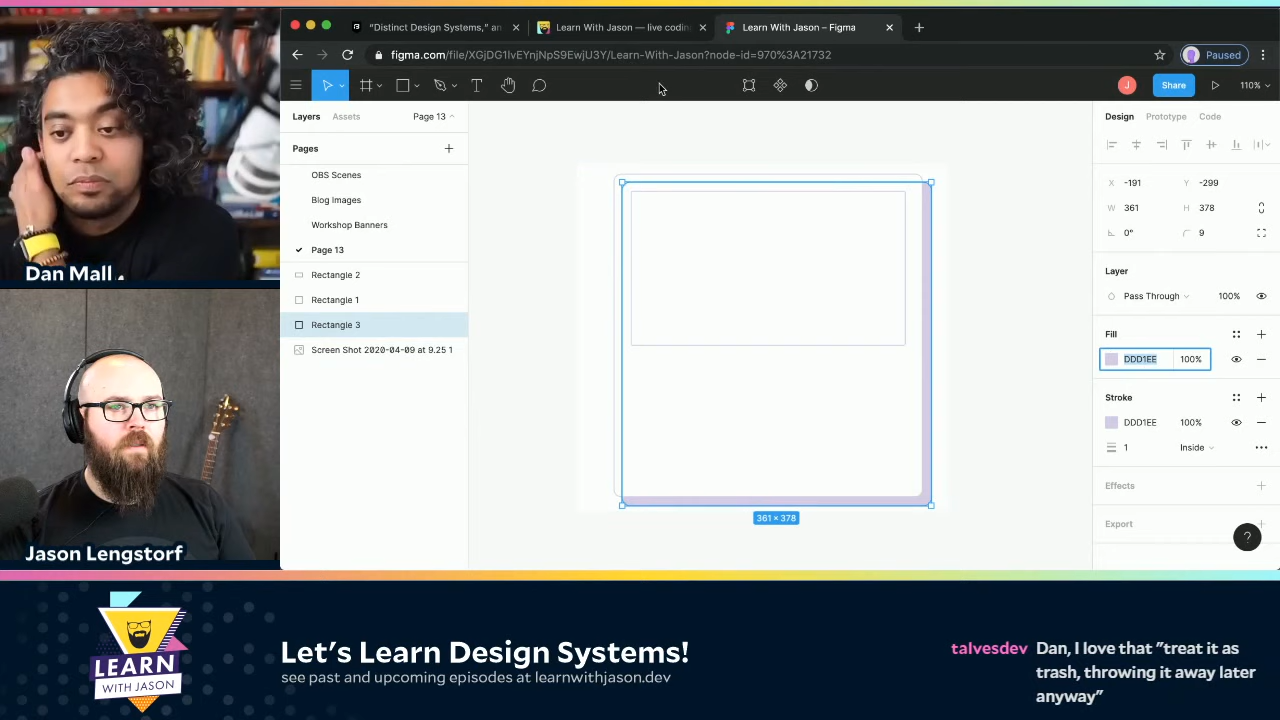 "Distinct Design Systems," an
Learn With Jason — live codin
Learn With Jason – Figma
figma.com/file/XGjDG1IvEYnjNpS9EwjU3Y/Learn-With-Jason?node-id=970%3A21732
Paused
J
Share
110%
Layers
Assets
Page 13
Design
Prototype
Code
Pages
OBS Scenes
Blog Images
Workshop Banners
Page 13
Rectangle 2
Rectangle 1
Rectangle 3
Screen Shot 2020-04-09 at 9.25 1
361 × 378
X -191 Y -299
W 361 H 378
0° 9
Layer
Pass Through 100%
Fill
DDD1EE 100%
Stroke
DDD1EE 100%
1 Inside
Effects
Export
?
Dan Mall
Jason Lengstorf
LEARN
WITH JASON
Let's Learn Design Systems!
see past and upcoming episodes at learnwithjason.dev
talvesdev Dan, I love that "treat it as
trash, throwing it away later
anyway"